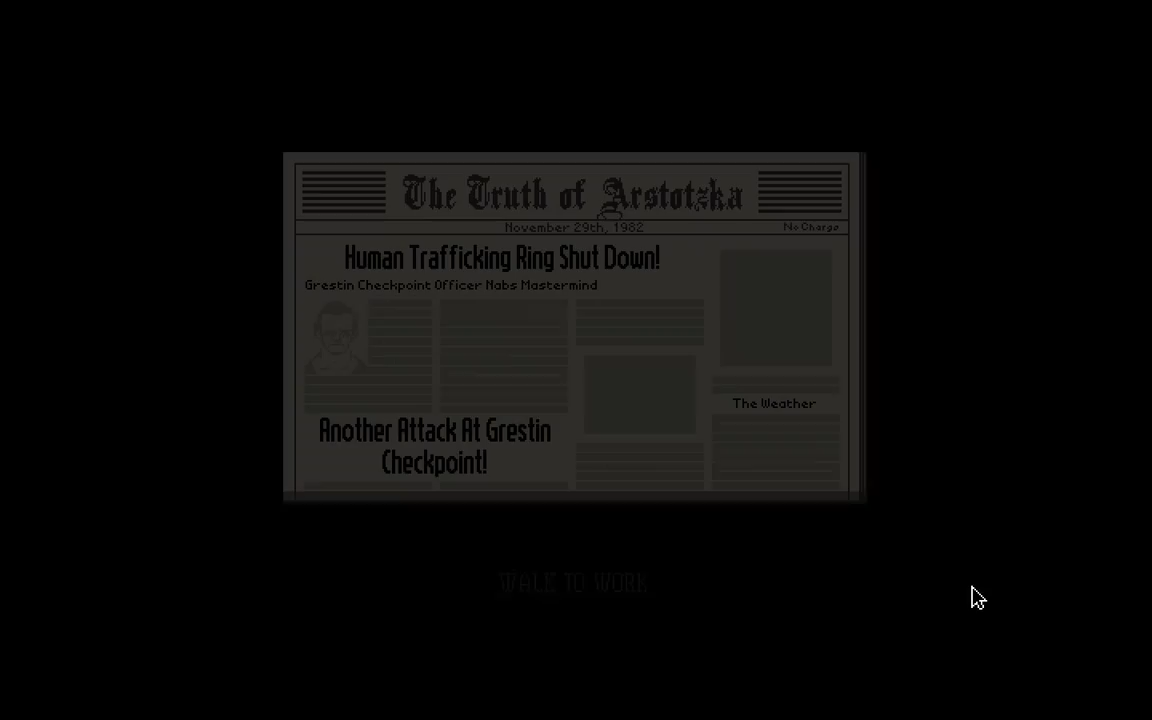 The Truth of Arstotzka
November 29th, 1982
No Charge
Human Trafficking Ring Shut Down!
Grestin Checkpoint Officer Nabs Mastermind
The Weather
Another Attack At Grestin
Checkpoint!
WALK TO WORK